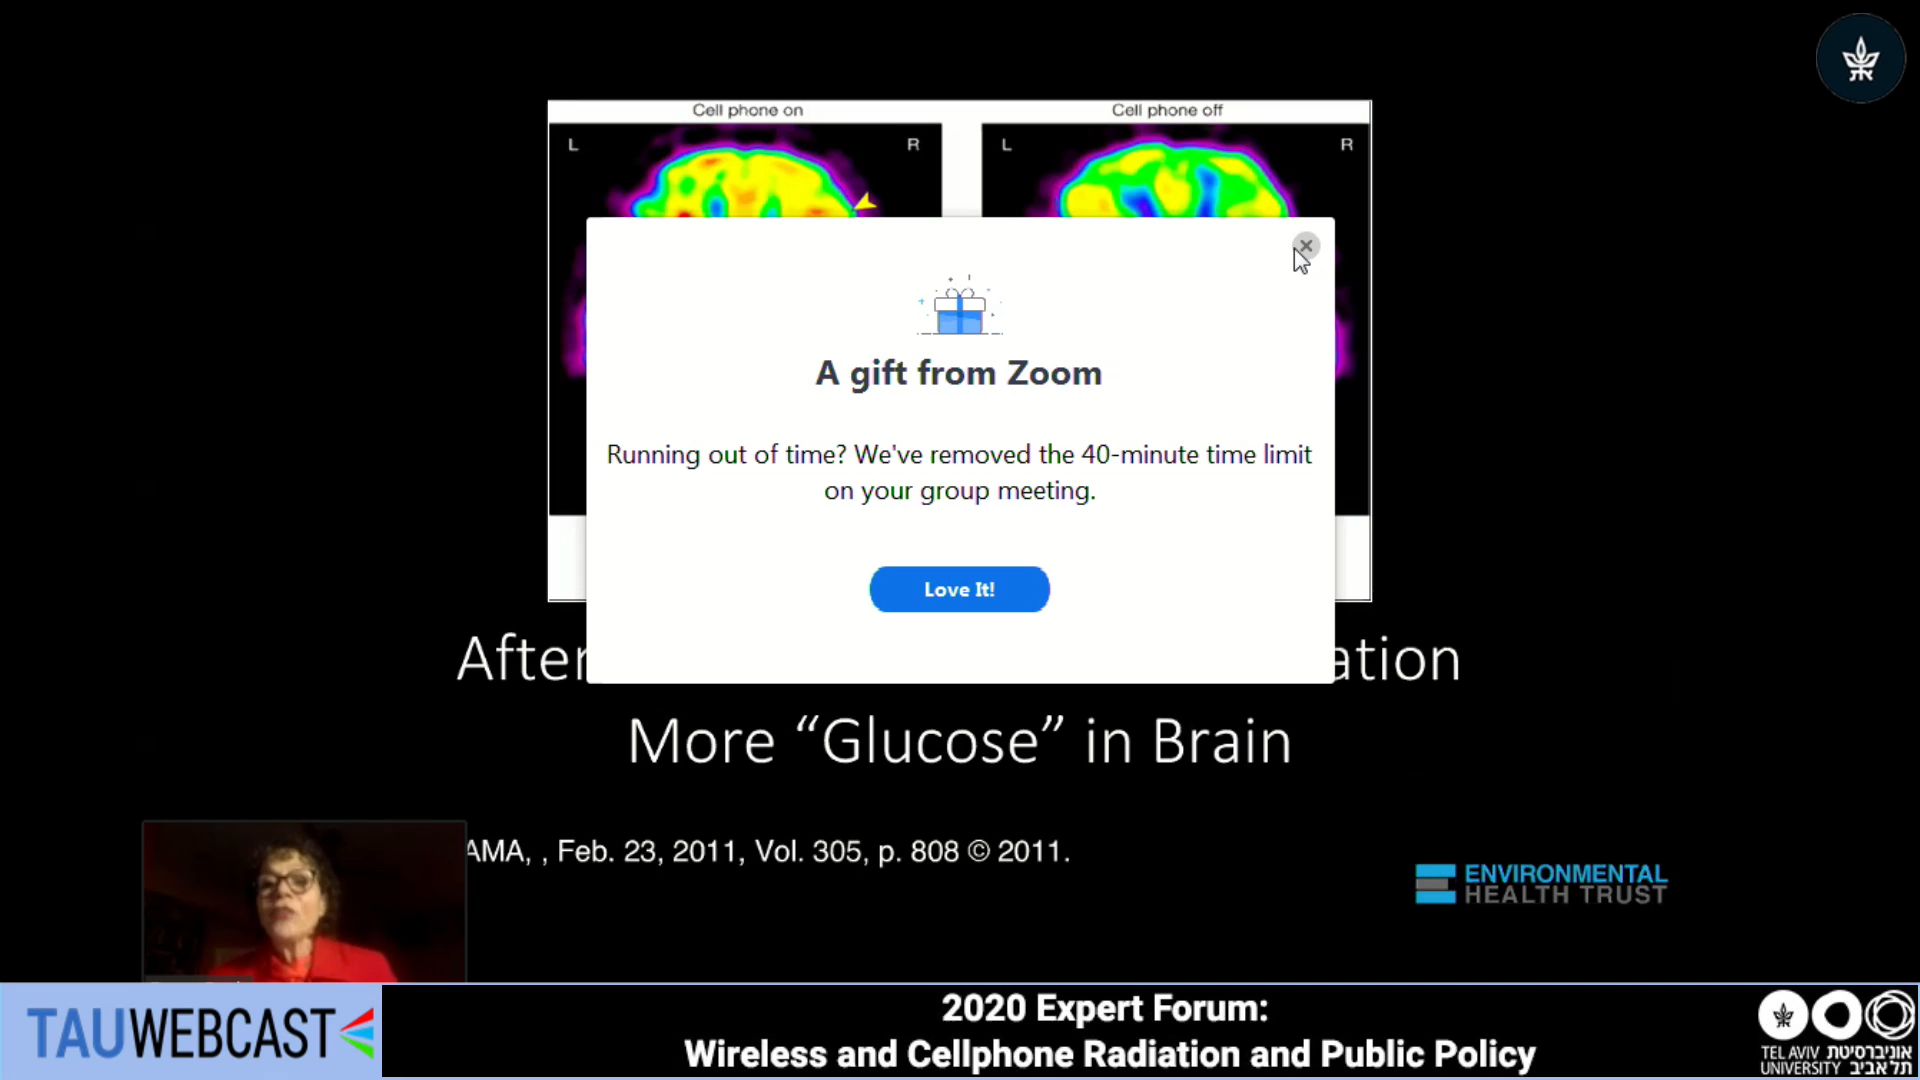 Cell phone on
Cell phone off
L
R
L
R
A gift from Zoom
Running out of time? We've removed the 40-minute time limit
on your group meeting.
Love It!
ation
More “Glucose” in Brain
AMA, , Feb. 23, 2011, Vol. 305, p. 808 © 2011.
ENVIRONMENTAL
HEALTH TRUST
TAUWEBCAST
2020 Expert Forum:
Wireless and Cellphone Radiation and Public Policy
TEL AVIV אוניברסיטת
UNIVERSITY תל אביב